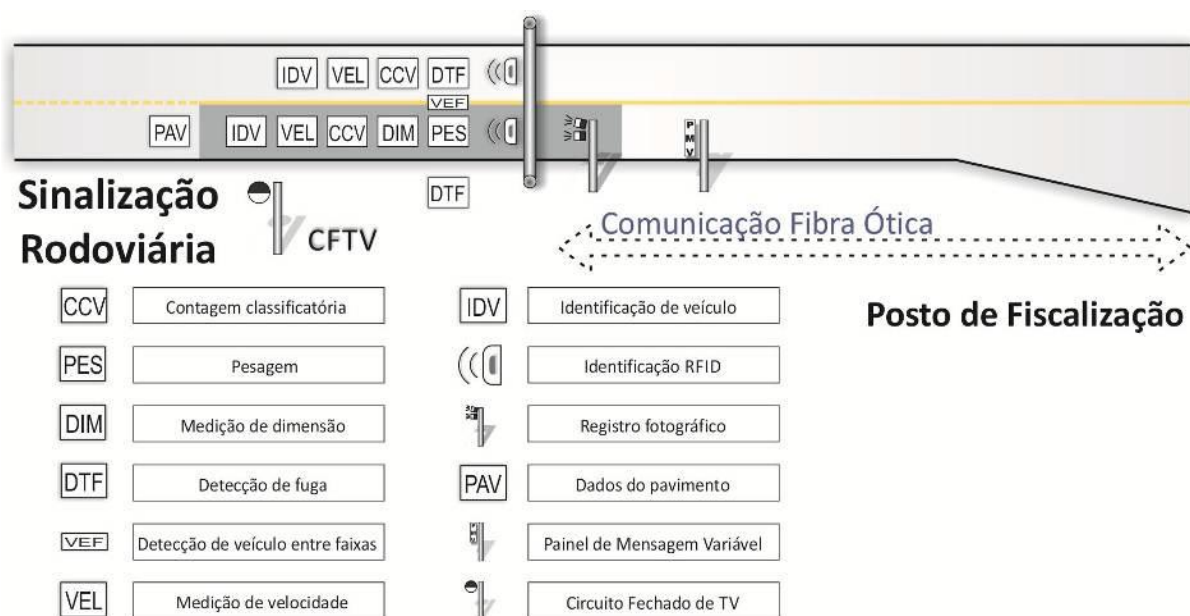 IDV VEL CCV DTF
VEF
PAV IDV VEL CCV DIM PES
PMV
Sinalização
Rodoviária
CFTV
DTF
Comunicação Fibra Ótica
Posto de Fiscalização
CCV Contagem classificatória
PES Pesagem
DIM Medição de dimensão
DTF Detecção de fuga
VEF Detecção de veículo entre faixas
VEL Medição de velocidade
IDV Identificação de veículo
Identificação RFID
Registro fotográfico
PAV Dados do pavimento
Painel de Mensagem Variável
Circuito Fechado de TV